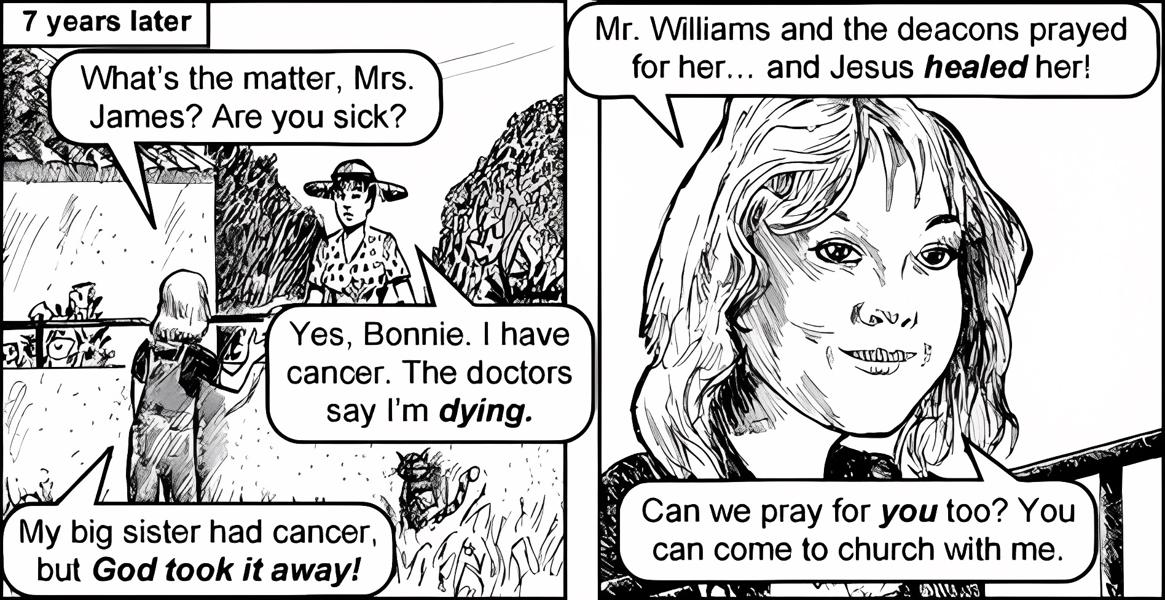 7 years later
What's the matter, Mrs.
James? Are you sick?
Yes, Bonnie. I have
cancer. The doctors
say I'm dying.
My big sister had cancer,
but God took it away!
Mr. Williams and the deacons prayed
for her... and Jesus healed her!
Can we pray for you too? You
can come to church with me.